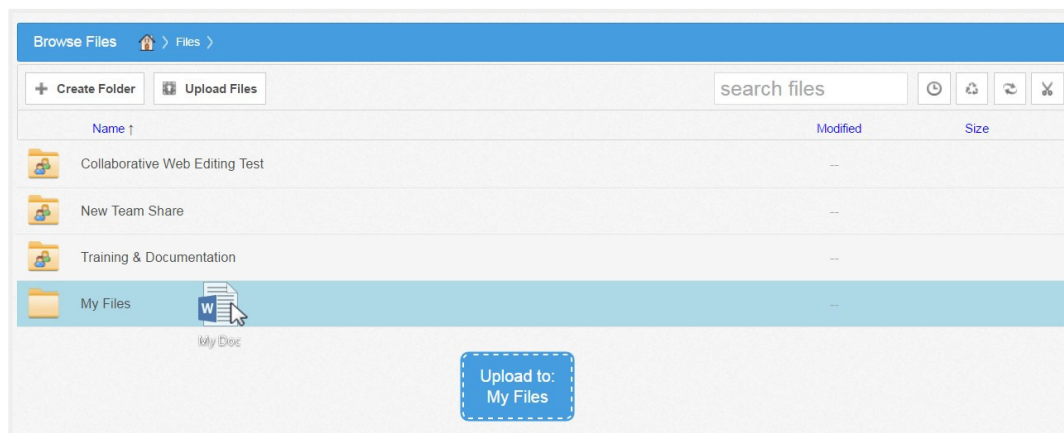 Browse Files 〉 Files 〉
+ Create Folder Upload Files search files
Name ↑ Modified Size
Collaborative Web Editing Test --
New Team Share --
Training & Documentation --
My Files --
W
My Doc
Upload to:
My Files